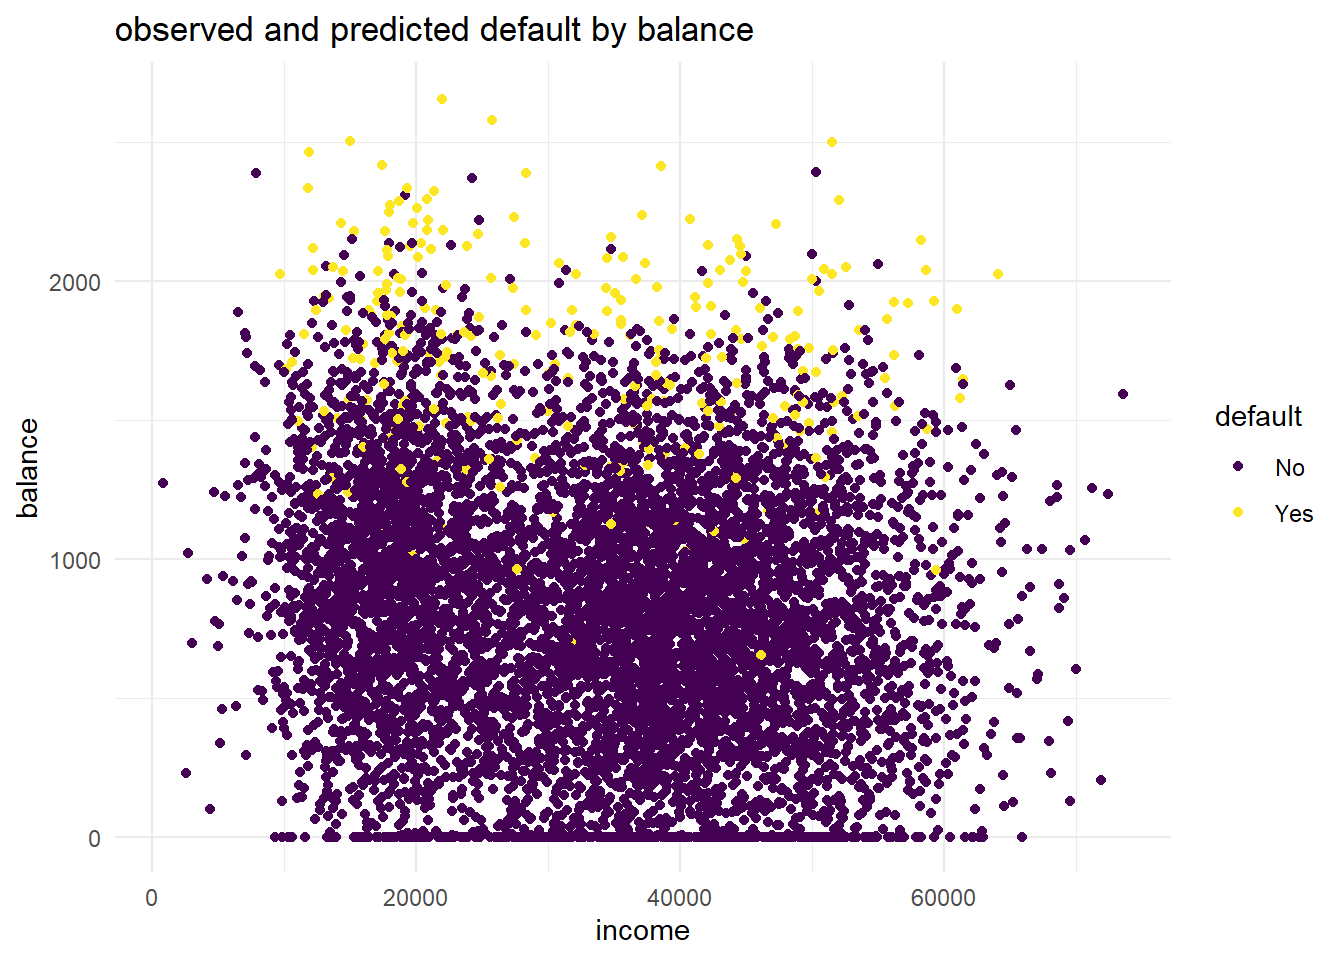 observed and predicted default by balance
2000
1000
0
balance
0
20000
40000
60000
income
default
No
Yes